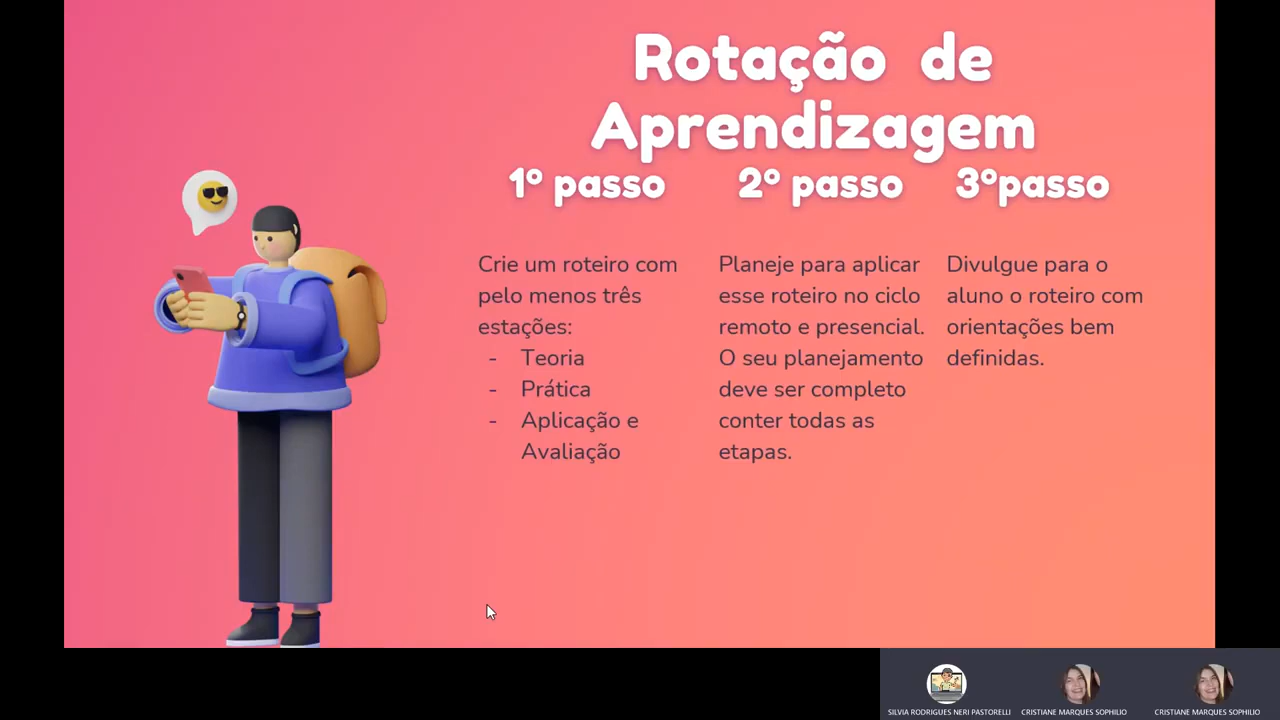 Rotação de
Aprendizagem
1º passo
2º passo
3ºpasso
Crie um roteiro com
pelo menos três
estações:
- Teoria
- Prática
- Aplicação e
Avaliação
Planeje para aplicar
esse roteiro no ciclo
remoto e presencial.
O seu planejamento
deve ser completo
conter todas as
etapas.
Divulgue para o
aluno o roteiro com
orientações bem
definidas.
SILVIA RODRIGUES NERI PASTORELLI
CRISTIANE MARQUES SOPHILIO
CRISTIANE MARQUES SOPHILIO